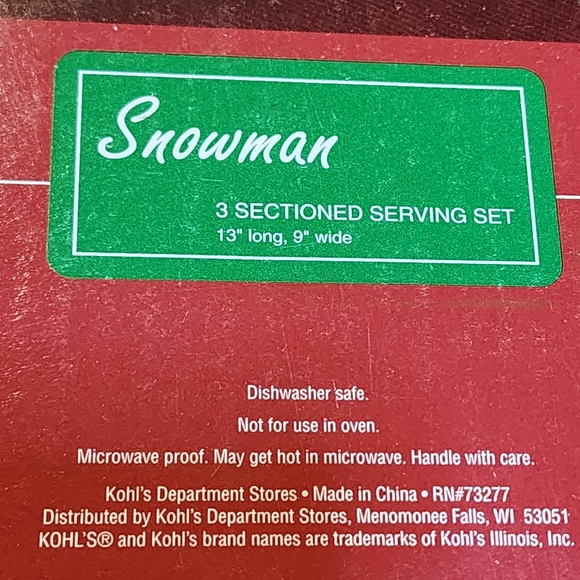 Snowman
3 SECTIONED SERVING SET
13" long, 9" wide
Dishwasher safe.
Not for use in oven.
Microwave proof. May get hot in microwave. Handle with care.
Kohl's Department Stores • Made in China • RN#73277
Distributed by Kohl's Department Stores, Menomonee Falls, WI 53051
KOHL'S® and Kohl's brand names are trademarks of Kohl's Illinois, Inc.